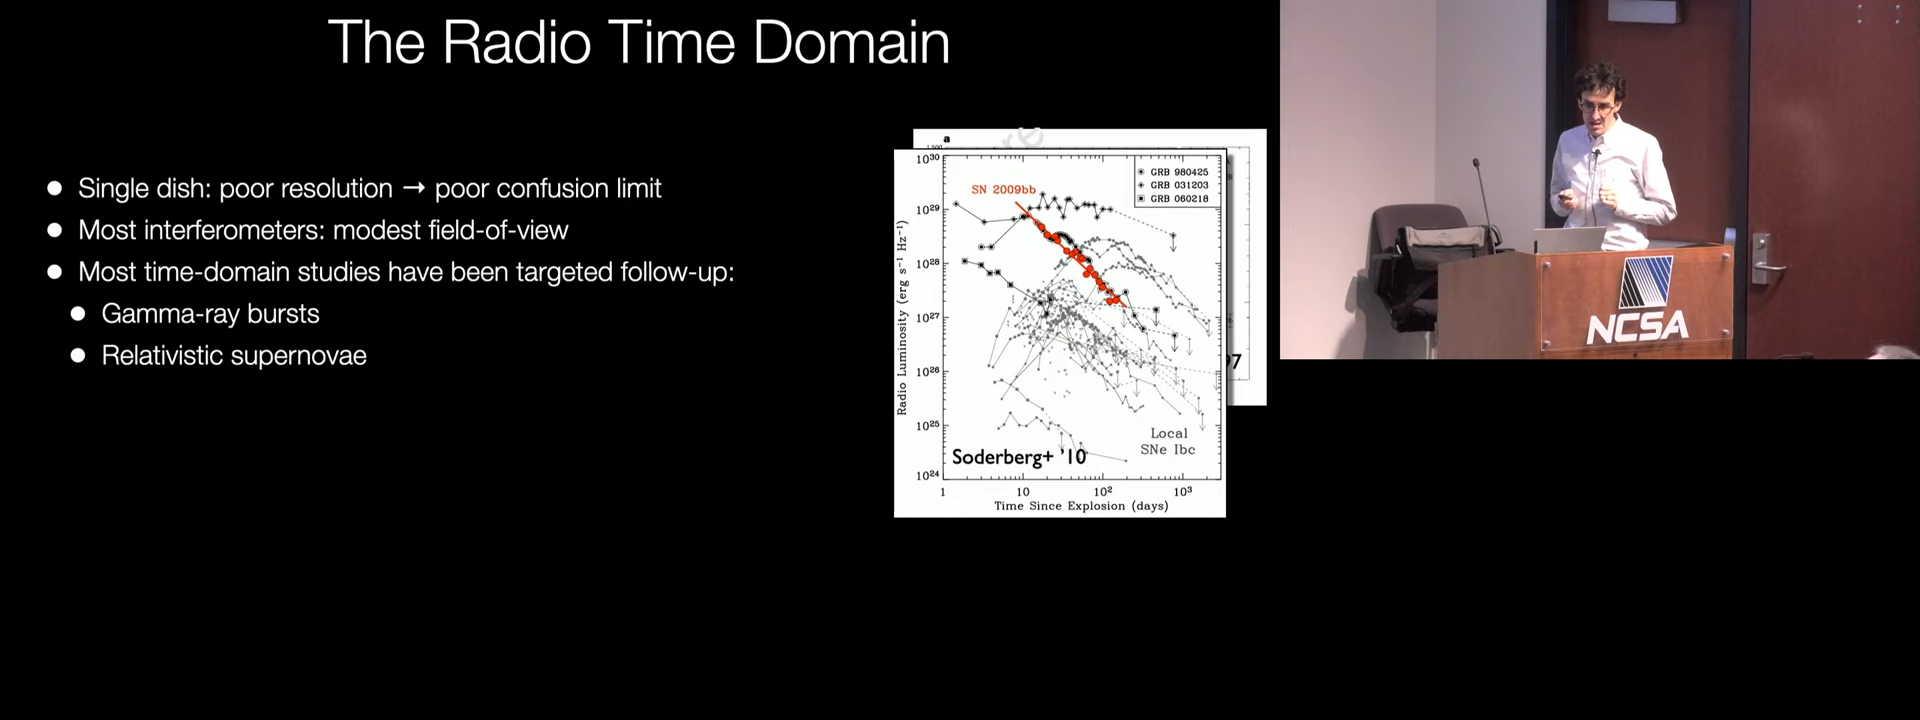 The Radio Time Domain
Single dish: poor resolution → poor confusion limit
Most interferometers: modest field-of-view
Most time-domain studies have been targeted follow-up:
Gamma-ray bursts
Relativistic supernovae
a
10³⁰
10²⁹
10²⁸
10²⁷
10²⁶
10²⁵
10²⁴
Radio Luminosity (erg s⁻¹ Hz⁻¹)
SN 2009bb
GRB 980425
GRB 031203
GRB 060218
Local
SNe Ibc
Soderberg+ '10
1
10
10²
10³
Time Since Explosion (days)
97
NCSA